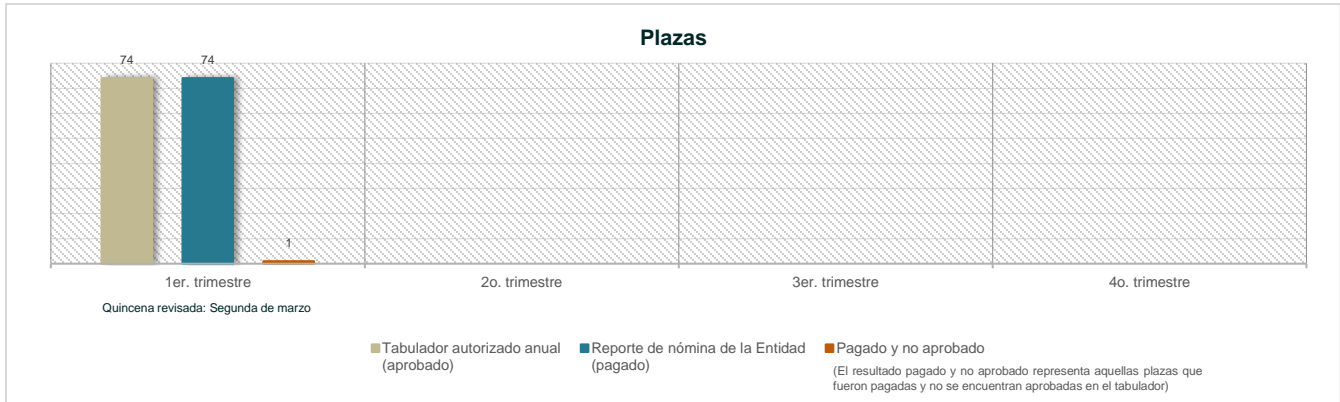 Plazas
74
74
1
1er. trimestre
2o. trimestre
3er. trimestre
4o. trimestre
Quincena revisada: Segunda de marzo
Tabulador autorizado anual
(aprobado)
Reporte de nómina de la Entidad
(pagado)
Pagado y no aprobado
(El resultado pagado y no aprobado representa aquellas plazas que
fueron pagadas y no se encuentran aprobadas en el tabulador)